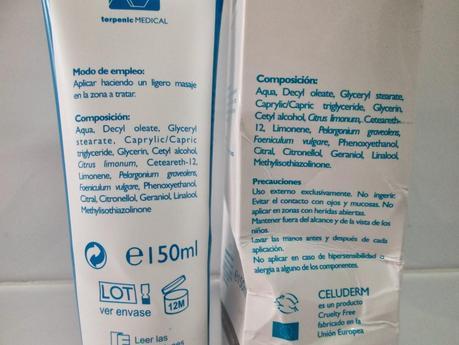 terpenic MEDICAL
Modo de empleo:
Aplicar haciendo un ligero masaje
en la zona a tratar.
Composición:
Aqua, Decyl oleate, Glyceryl
stearate, Caprylic/Capric
triglyceride, Glycerin, Cetyl alcohol,
Citrus limonum, Ceteareth-12,
Limonene, Pelargonium graveolens,
Foeniculum vulgare, Phenoxyethanol,
Citral, Citronellol, Geraniol, Linalool,
Methylisothiazolinone
e150ml
LOT
ver envase
12M
Leer las
Composición:
Aqua, Decyl oleate, Glyceryl stearate,
Caprylic/Capric triglyceride, Glycerin,
Cetyl alcohol, Citrus limonum, Ceteareth-
12, Limonene, Pelargonium graveolens,
Foeniculum vulgare, Phenoxyethanol,
Citral, Citronellol, Geraniol, Linalool,
Methylisothiazolinone
Precauciones
Uso externo exclusivamente. No ingerir.
Evitar el contacto con ojos y mucosas. No
aplicar en zonas con heridas abiertas.
Mantener fuera del alcance y de la vista de los
niños.
Lavar las manos antes y después de cada
aplicación.
No aplicar en caso de hipersensibilidad o
alergia a alguno de los componentes.
CELUDERM
es un producto
Cruelty Free
fabricado en la
Unión Europea